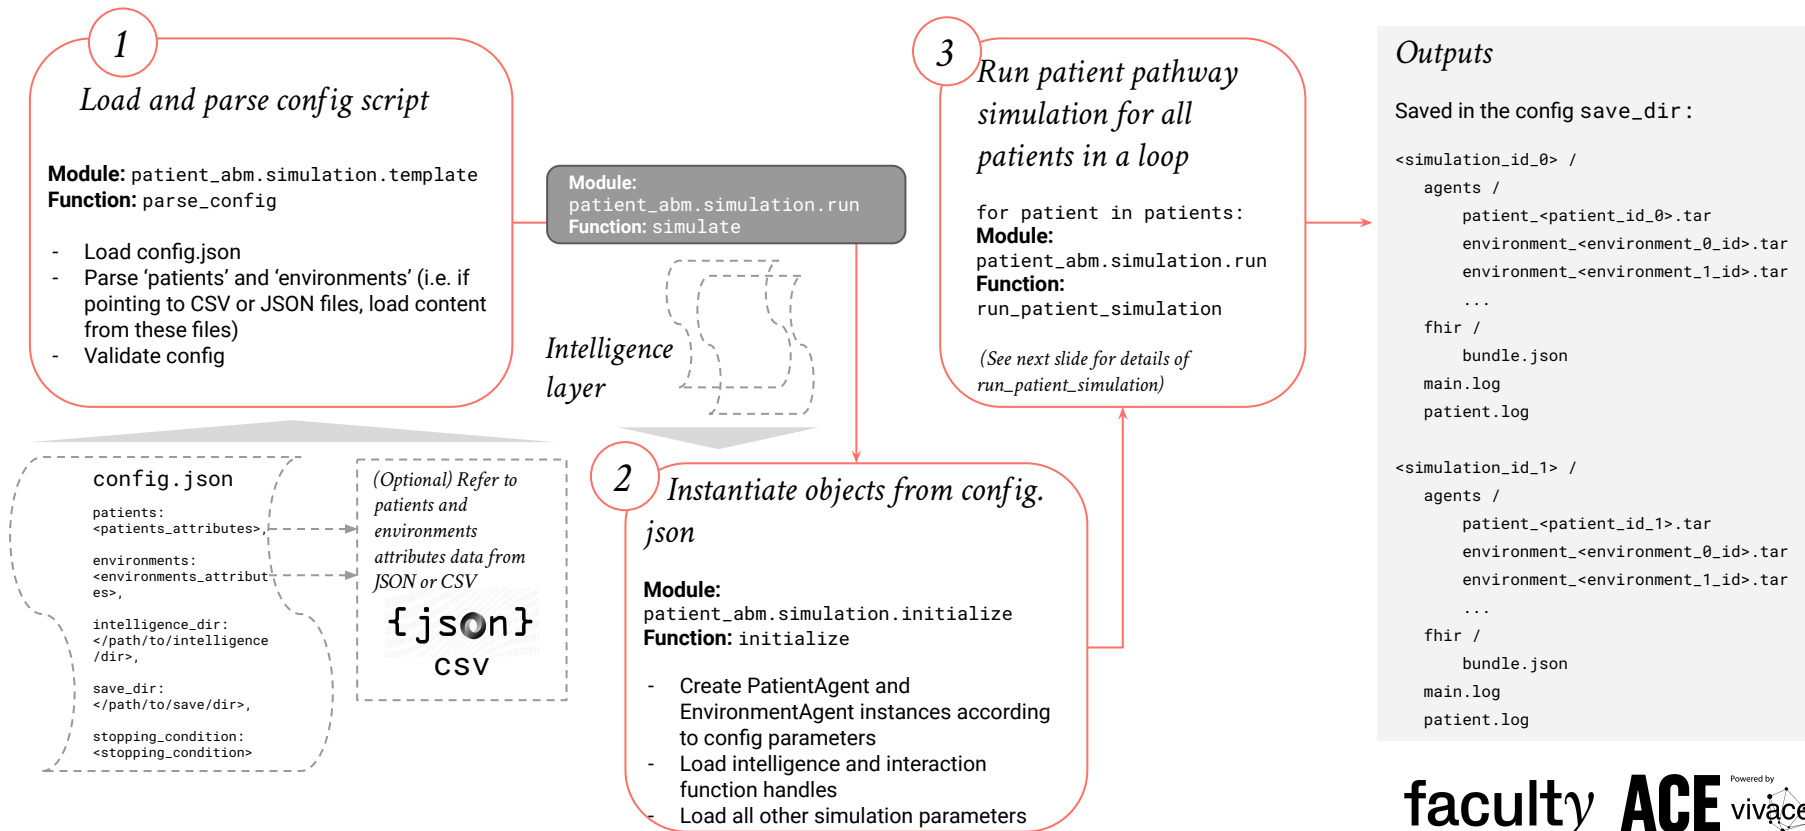 1
Load and parse config script
Module: patient_abm.simulation.template
Function: parse_config
- Load config.json
- Parse ‘patients’ and ‘environments’ (i.e. if
pointing to CSV or JSON files, load content
from these files)
- Validate config
config.json
patients:
<patients_attributes>,
environments:
<environments_attribut
es>,
intelligence_dir:
</path/to/intelligence
/dir>,
save_dir:
</path/to/save/dir>,
stopping_condition:
<stopping_condition>
(Optional) Refer to
patients and
environments
attributes data from
JSON or CSV
{json}
CSV
Module:
patient_abm.simulation.run
Function: simulate
Intelligence
layer
2
Instantiate objects from config.
json
Module:
patient_abm.simulation.initialize
Function: initialize
- Create PatientAgent and
EnvironmentAgent instances according
to config parameters
- Load intelligence and interaction
function handles
- Load all other simulation parameters
3
Run patient pathway
simulation for all
patients in a loop
for patient in patients:
Module:
patient_abm.simulation.run
Function:
run_patient_simulation
(See next slide for details of
run_patient_simulation)
Outputs
Saved in the config save_dir:
<simulation_id_0> /
agents /
patient_<patient_id_0>.tar
environment_<environment_0_id>.tar
environment_<environment_1_id>.tar
...
fhir /
bundle.json
main.log
patient.log
<simulation_id_1> /
agents /
patient_<patient_id_1>.tar
environment_<environment_0_id>.tar
environment_<environment_1_id>.tar
...
fhir /
bundle.json
main.log
patient.log
faculty
ACE
Powered by
vivace